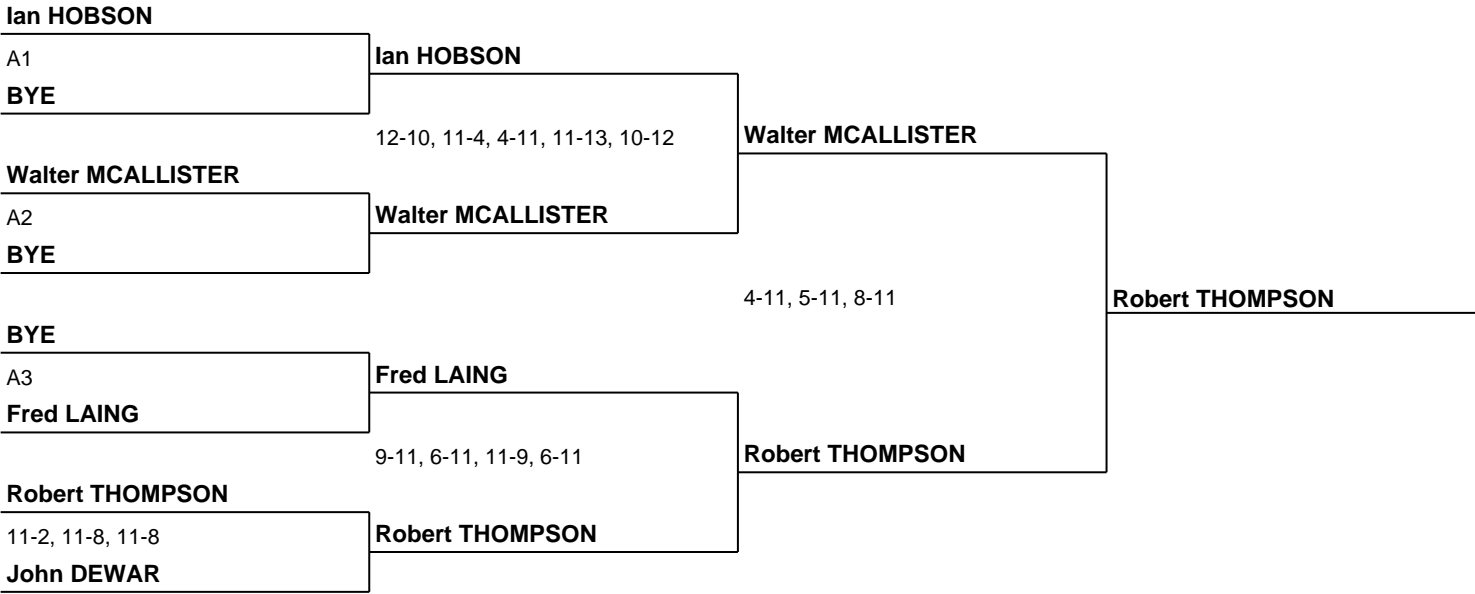 Ian HOBSON
A1
BYE
Ian HOBSON
12-10, 11-4, 4-11, 11-13, 10-12
Walter MCALLISTER
Walter MCALLISTER
A2
BYE
Walter MCALLISTER
4-11, 5-11, 8-11
Robert THOMPSON
BYE
A3
Fred LAING
Fred LAING
9-11, 6-11, 11-9, 6-11
Robert THOMPSON
Robert THOMPSON
11-2, 11-8, 11-8
John DEWAR
Robert THOMPSON